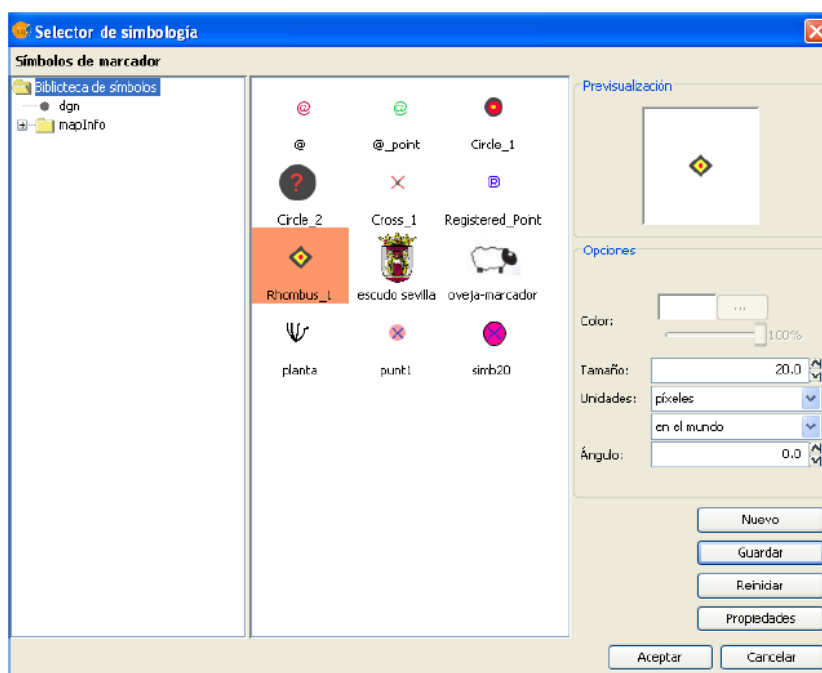 Selector de simbología
Símbolos de marcador
Biblioteca de símbolos
dgn
mapInfo
@ @_point Circle_1
Circle_2 Cross_1 Registered_Point
Rhombus_1 escudo sevilla oveja-marcador
planta punt1 simb20
Previsualización
Opciones
Color:
...
100%
Tamaño: 20.0
Unidades: píxeles
en el mundo
Ángulo: 0.0
Nuevo
Guardar
Reiniciar
Propiedades
Aceptar Cancelar